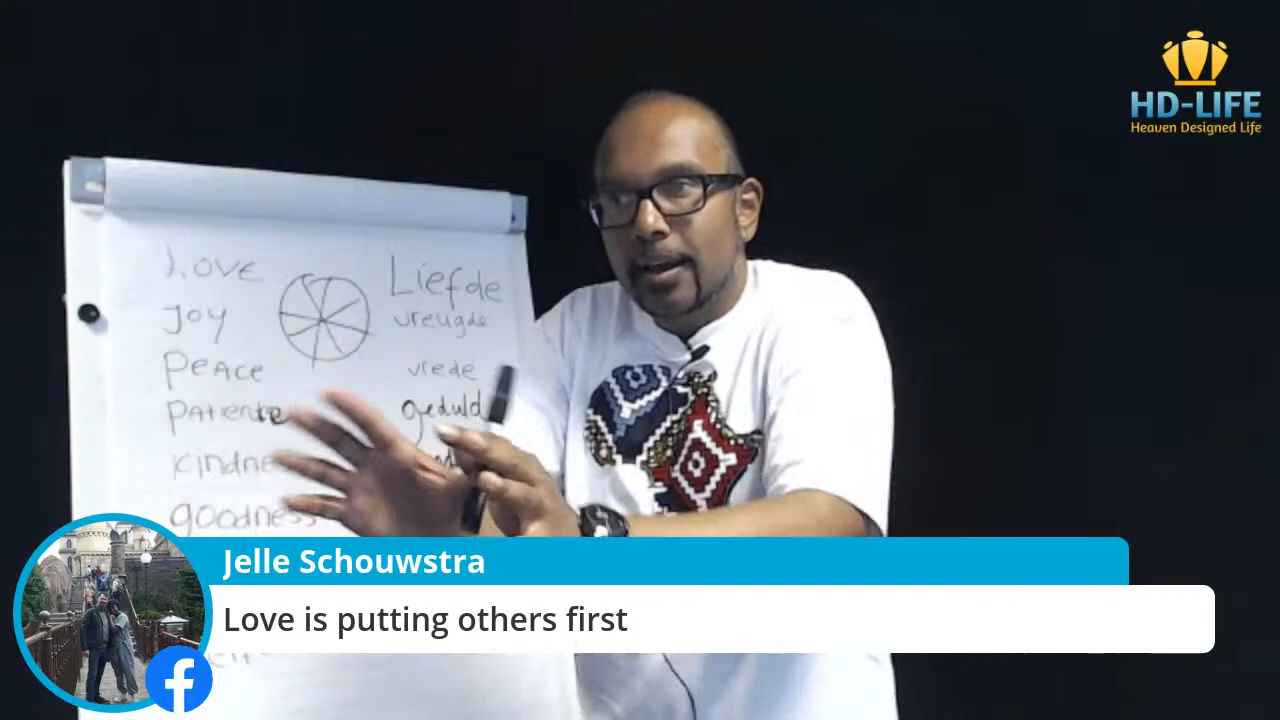 HD-LIFE
Heaven Designed Life
Love
Liefde
Joy
vreugde
Peace
vrede
Patience
geduld
goodness
Jelle Schouwstra
Love is putting others first